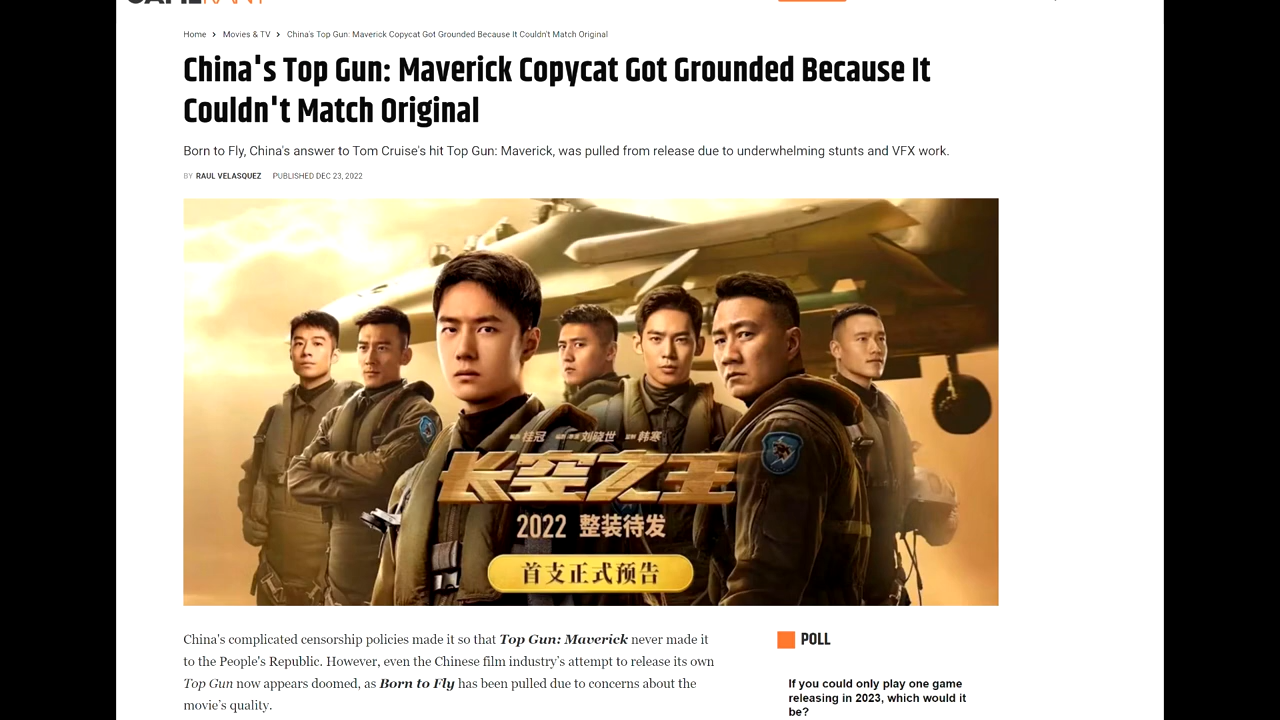 Home > Movies & TV > China's Top Gun: Maverick Copycat Got Grounded Because It Couldn't Match Original
China's Top Gun: Maverick Copycat Got Grounded Because It
Couldn't Match Original
Born to Fly, China's answer to Tom Cruise's hit Top Gun: Maverick, was pulled from release due to underwhelming stunts and VFX work.
BY RAUL VELASQUEZ PUBLISHED DEC 23, 2022
桂冠 刘晓世 韩寒
长空之王
2022 整装待发
首支正式预告
China's complicated censorship policies made it so that Top Gun: Maverick never made it
to the People's Republic. However, even the Chinese film industry's attempt to release its own
Top Gun now appears doomed, as Born to Fly has been pulled due to concerns about the
movie's quality.
POLL
If you could only play one game
releasing in 2023, which would it
be?